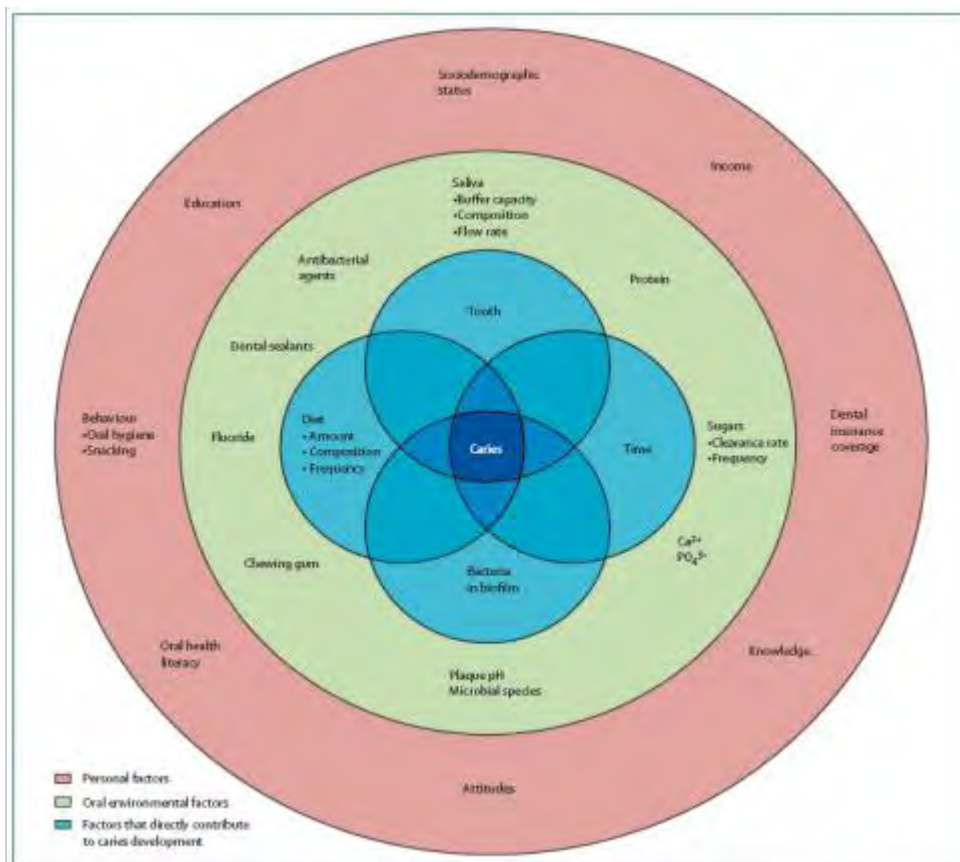 Sociodemographic
status
Income
Education
Saliva
•Buffer capacity
•Composition
•Flow rate
Antibacterial
agents
Protein
Tooth
Dental sealants
Behaviour
•Oral hygiene
•Snacking
Fluoride
Diet
• Amount
• Composition
• Frequency
Caries
Time
Sugars
•Clearance rate
•Frequency
Dental
insurance
coverage
Chewing gum
Bacteria
in biofilm
Ca²⁺
PO₄³⁻
Oral health
literacy
Knowledge
Plaque pH
Microbial species
Attitudes
Personal factors
Oral environmental factors
Factors that directly contribute
to caries development